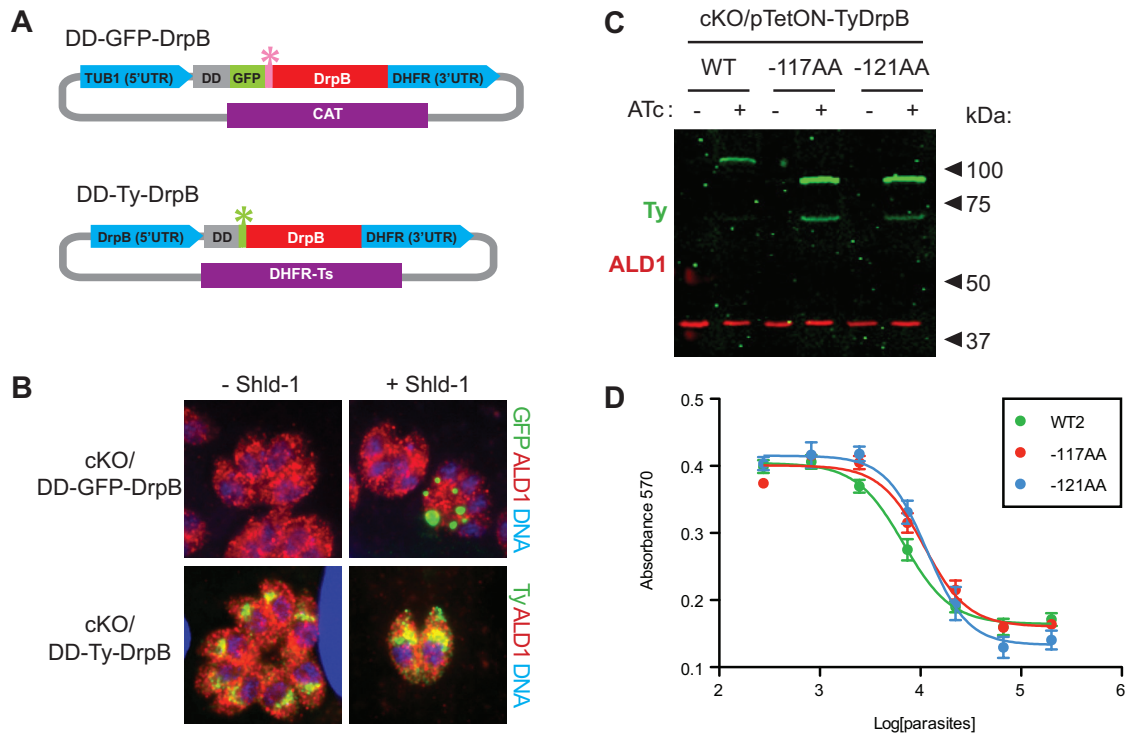 A
DD-GFP-DrpB
*
TUB1 (5'UTR) DD GFP DrpB DHFR (3'UTR)
CAT
DD-Ty-DrpB
*
DrpB (5'UTR) DD DrpB DHFR (3'UTR)
DHFR-Ts
B
- Shld-1 + Shld-1
cKO/
DD-GFP-DrpB
GFP ALD1 DNA
cKO/
DD-Ty-DrpB
Ty ALD1 DNA
C
cKO/pTetON-TyDrpB
WT -117AA -121AA
ATc: - + - + - + kDa:
100
75
Ty
ALD1
50
37
D
Absorbance 570
0.5
0.4
0.3
0.2
0.1
2 3 4 5 6
Log[parasites]
WT2
-117AA
-121AA